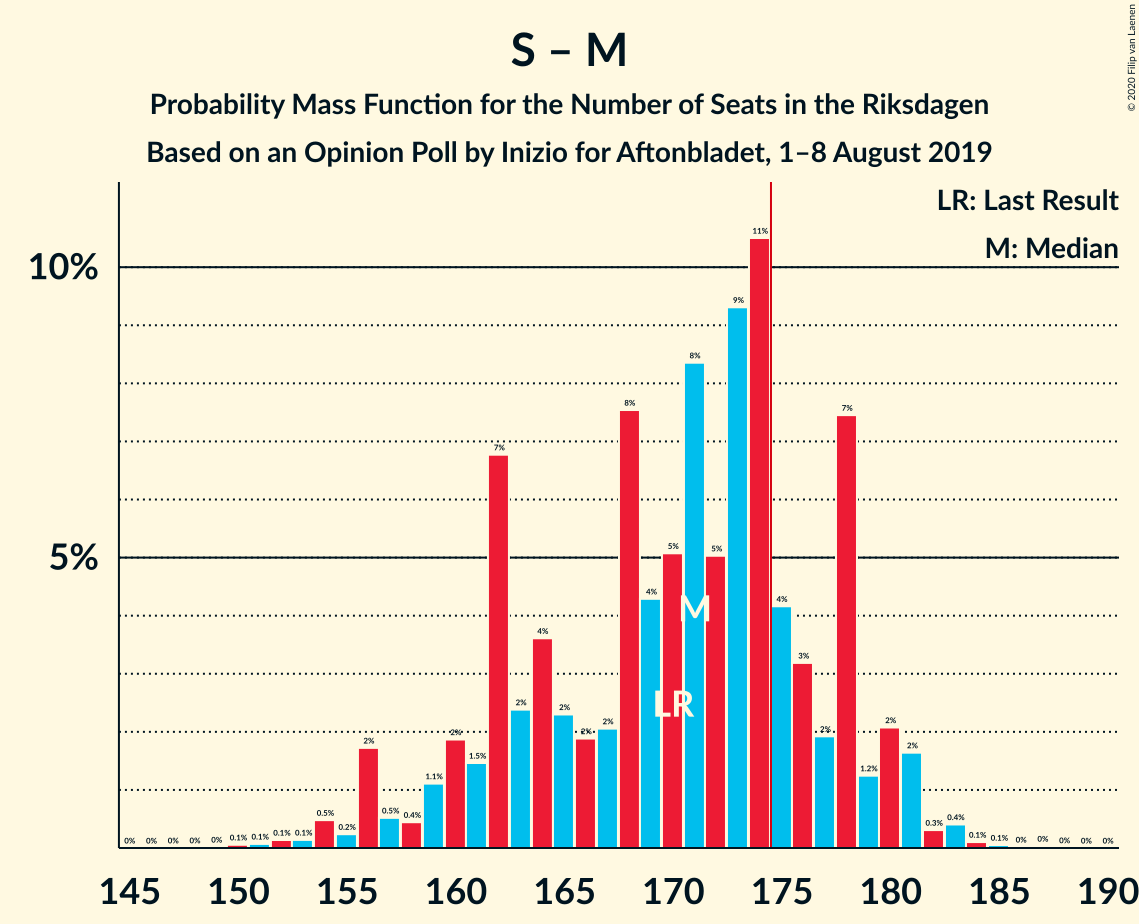 S – M
Probability Mass Function for the Number of Seats in the Riksdagen
Based on an Opinion Poll by Inizio for Aftonbladet, 1–8 August 2019
© 2020 Filip van Laenen
LR: Last Result
M: Median
10%
5%
0% 0% 0% 0% 0% 0.1% 0.1% 0.1% 0.1% 0.5% 0.2% 2% 0.5% 0.4% 1.1% 2% 1.5% 7% 2% 4% 2% 2% 2% 8% 4% 5% 8% 5% 9% 11% 4% 3% 2% 7% 1.2% 2% 2% 0.3% 0.4% 0.1% 0.1% 0% 0% 0% 0% 0%
M
LR
145 150 155 160 165 170 175 180 185 190